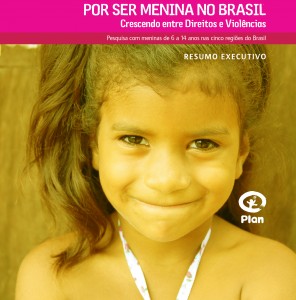 POR SER MENINA NO BRASIL
Crescendo entre Direitos e Violências
Pesquisa com meninas de 6 a 14 anos nas cinco regiões do Brasil
RESUMO EXECUTIVO
Plan